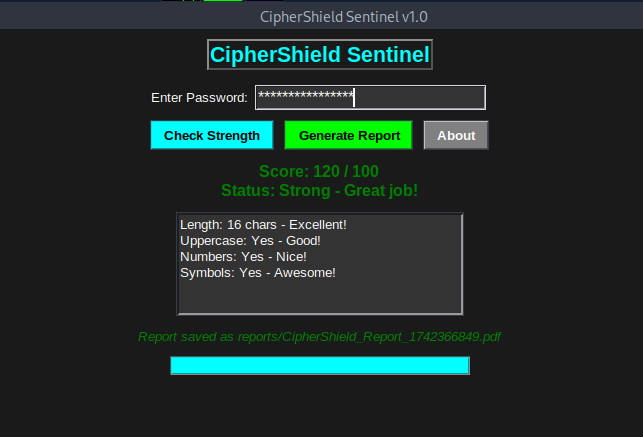 CipherShield Sentinel v1.0
CipherShield Sentinel
Enter Password: ****************
Check Strength Generate Report About
Score: 120 / 100
Status: Strong - Great job!
Length: 16 chars - Excellent!
Uppercase: Yes - Good!
Numbers: Yes - Nice!
Symbols: Yes - Awesome!
Report saved as reports/CipherShield_Report_1742366849.pdf